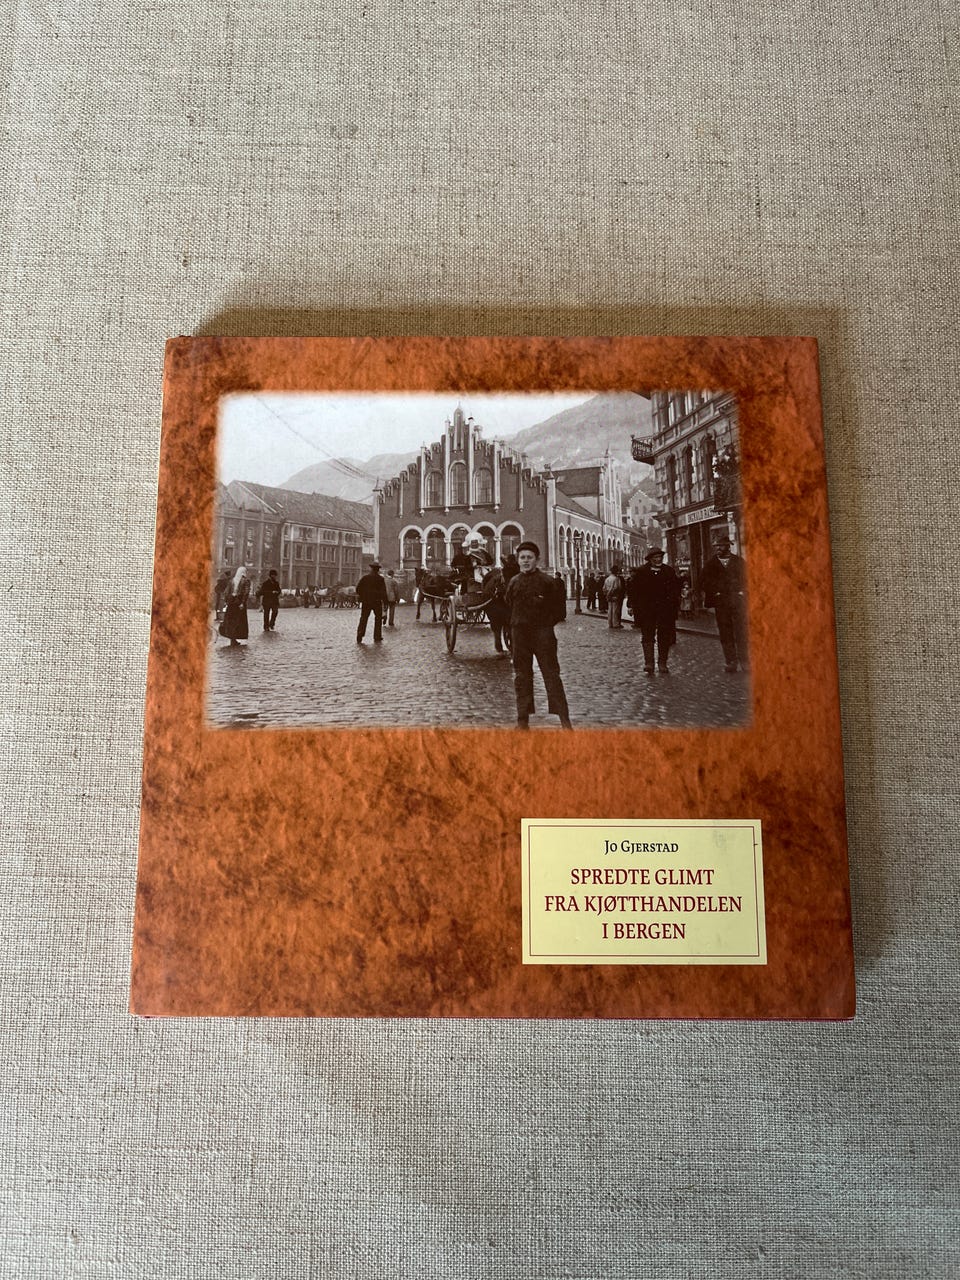 Jo Gjerstad
SPREDTE GLIMT
FRA KJØTTHANDELEN
I BERGEN